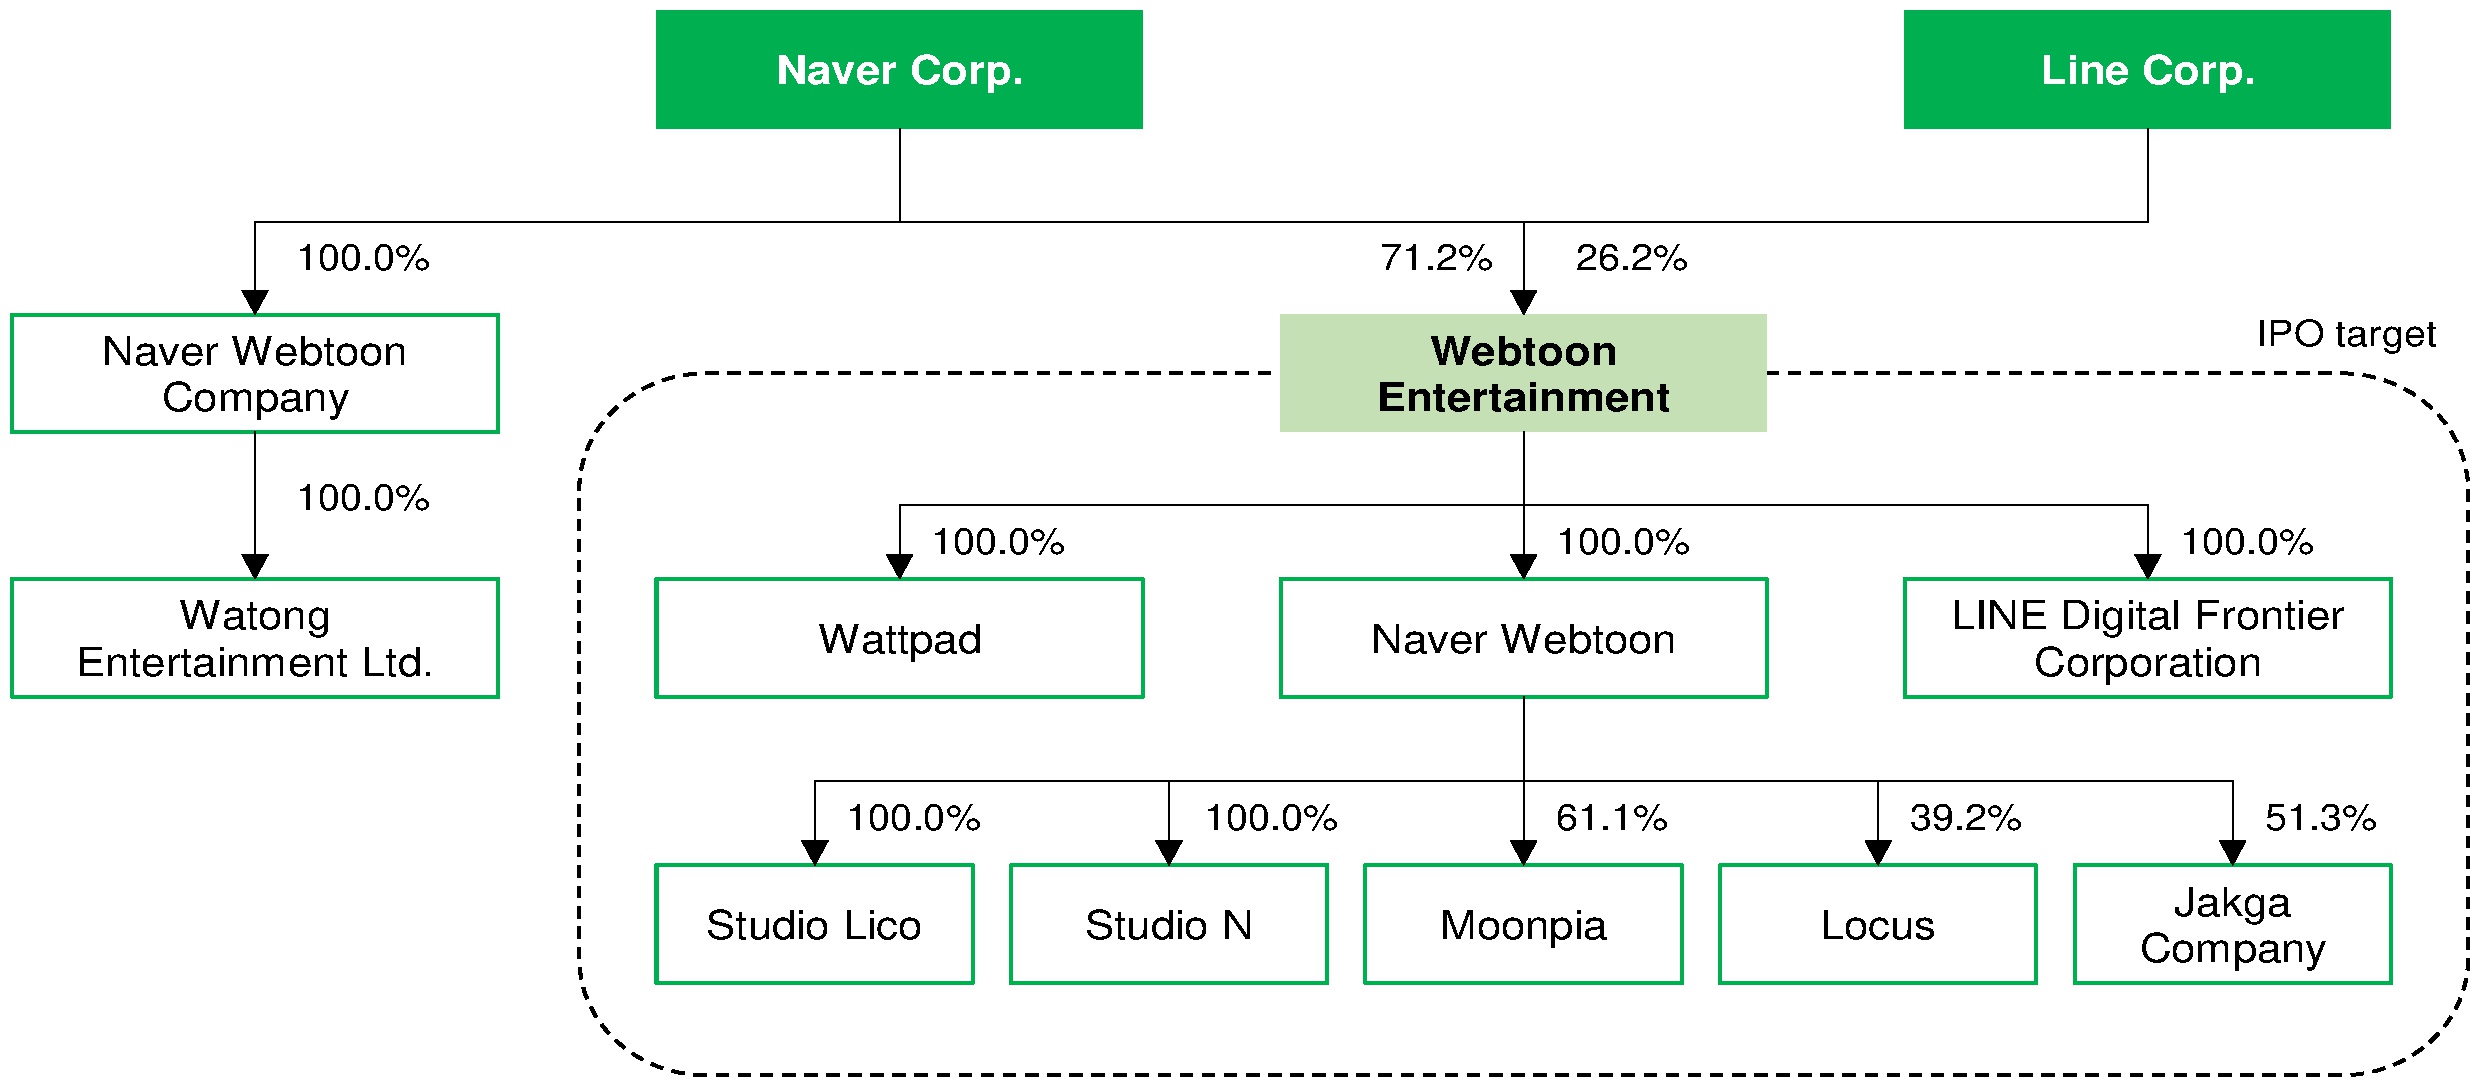 Naver Corp.
Line Corp.
100.0%
71.2%
26.2%
Naver Webtoon
Company
Webtoon
Entertainment
IPO target
100.0%
100.0%
100.0%
100.0%
Watong
Entertainment Ltd.
Wattpad
Naver Webtoon
LINE Digital Frontier
Corporation
100.0%
100.0%
61.1%
39.2%
51.3%
Studio Lico
Studio N
Moonpia
Locus
Jakga
Company